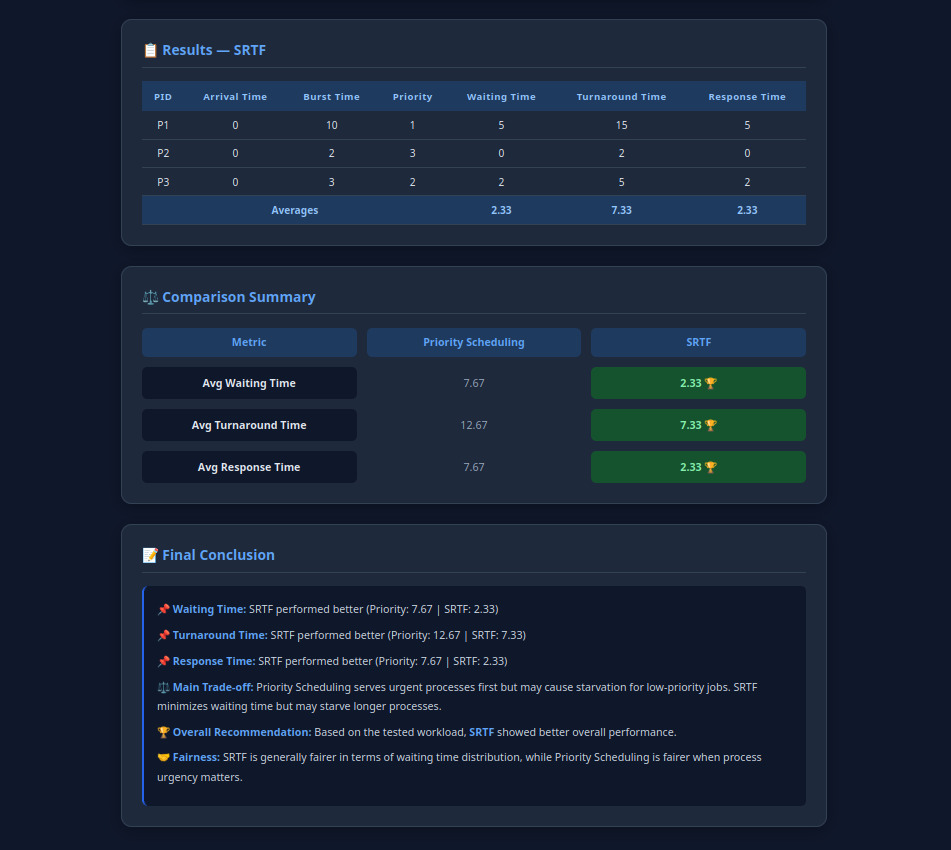 📋 Results — SRTF
PID Arrival Time Burst Time Priority Waiting Time Turnaround Time Response Time
P1 0 10 1 5 15 5
P2 0 2 3 0 2 0
P3 0 3 2 2 5 2
Averages 2.33 7.33 2.33
⚖️ Comparison Summary
Metric Priority Scheduling SRTF
Avg Waiting Time 7.67 2.33 🏆
Avg Turnaround Time 12.67 7.33 🏆
Avg Response Time 7.67 2.33 🏆
📝 Final Conclusion
📌 Waiting Time: SRTF performed better (Priority: 7.67 | SRTF: 2.33)
📌 Turnaround Time: SRTF performed better (Priority: 12.67 | SRTF: 7.33)
📌 Response Time: SRTF performed better (Priority: 7.67 | SRTF: 2.33)
⚖️ Main Trade-off: Priority Scheduling serves urgent processes first but may cause starvation for low-priority jobs. SRTF
minimizes waiting time but may starve longer processes.
🏆 Overall Recommendation: Based on the tested workload, SRTF showed better overall performance.
🤝 Fairness: SRTF is generally fairer in terms of waiting time distribution, while Priority Scheduling is fairer when process
urgency matters.